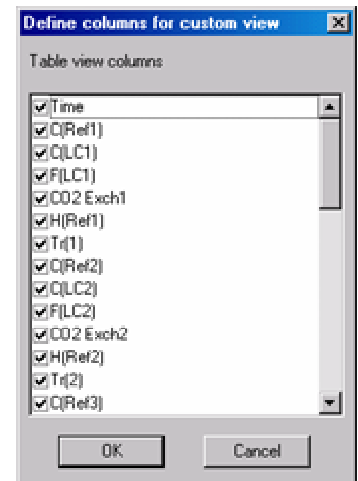 Define columns for custom view
Table view columns
Time
C(Ref1)
C(LC1)
F(LC1)
CO2 Exch1
H(Ref1)
Tr(1)
C(Ref2)
C(LC2)
F(LC2)
CO2 Exch2
H(Ref2)
Tr(2)
C(Ref3)
OK
Cancel